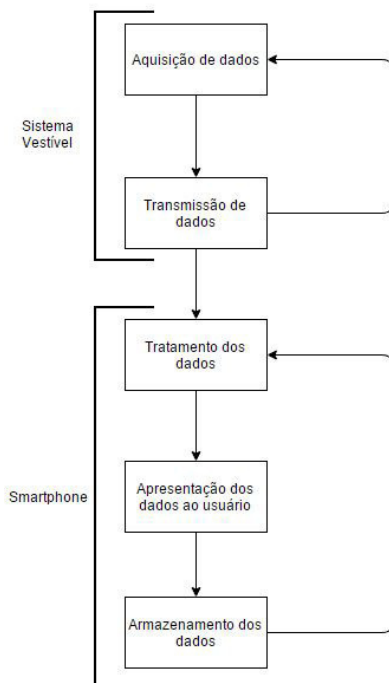 Aquisição de dados
Sistema
Vestível
Transmissão de
dados
Tratamento dos
dados
Smartphone
Apresentação dos
dados ao usuário
Armazenamento dos
dados